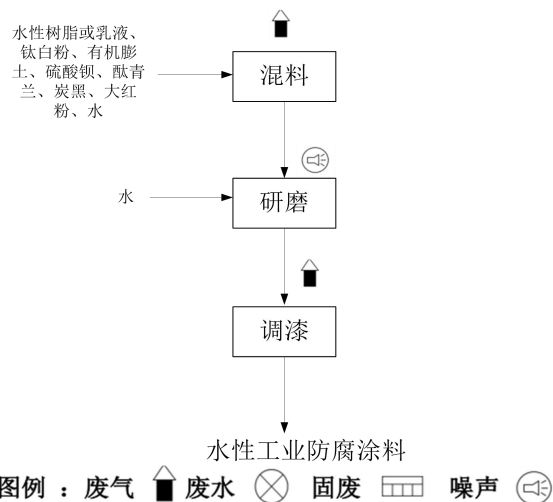 水性树脂或乳液、
钛白粉、有机膨
土、硫酸钡、酞青
兰、炭黑、大红
粉、水
混料
水
研磨
调漆
水性工业防腐涂料
图例：废气 废水 固废 噪声